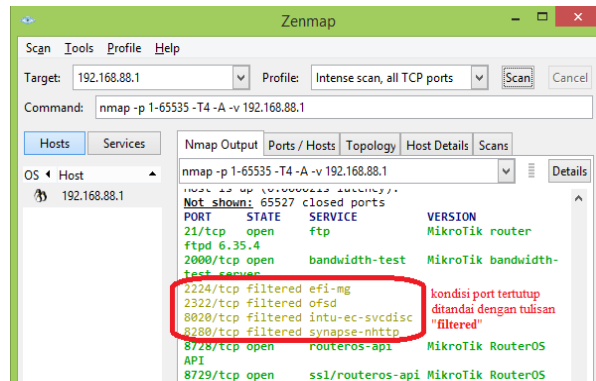 Zenmap
Scan Tools Profile Help
Target: 192.168.88.1 Profile: Intense scan, all TCP ports Scan Cancel
Command: nmap -p 1-65535 -T4 -A -v 192.168.88.1
Hosts Services Nmap Output Ports / Hosts Topology Host Details Scans
OS Host
192.168.88.1
nmap -p 1-65535 -T4 -A -v 192.168.88.1 Details
Not shown: 65527 closed ports
PORT STATE SERVICE VERSION
21/tcp open ftp MikroTik router
ftpd 6.35.4
2000/tcp open bandwidth-test MikroTik bandwidth-
test server
2224/tcp filtered efi-mg
2322/tcp filtered ofsd
8020/tcp filtered intu-ec-svcdisc
8280/tcp filtered synapse-nhttp
kondisi port tertutup
ditandai dengan tulisan
"filtered"
8728/tcp open routeros-api MikroTik RouterOS
API
8729/tcp open ssl/routeros-api MikroTik RouterOS